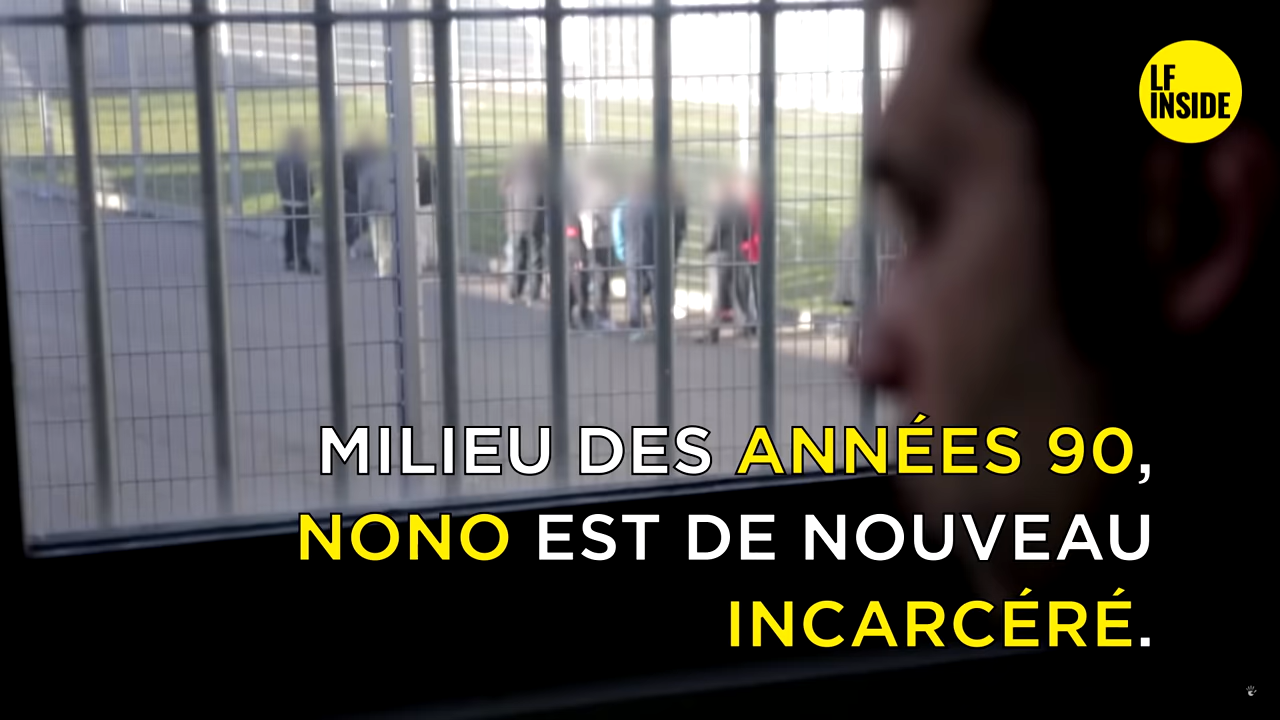 LF
INSIDE
MILIEU DES ANNÉES 90,
NONO EST DE NOUVEAU
INCARCÉRÉ.